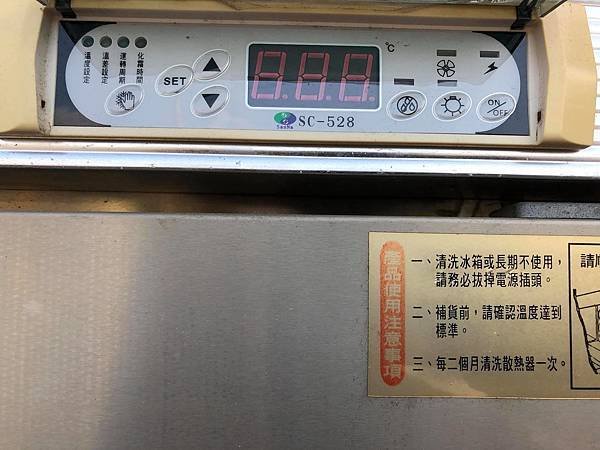 溫度設定
溫差設定
運轉周期
化霜時間
SET
888
°C
ON/OFF
SanHe
SC-528
產品使用注意事項
一、清洗冰箱或長期不使用，
請務必拔掉電源插頭。
二、補貨前，請確認溫度達到
標準。
三、每二個月清洗散熱器一次。